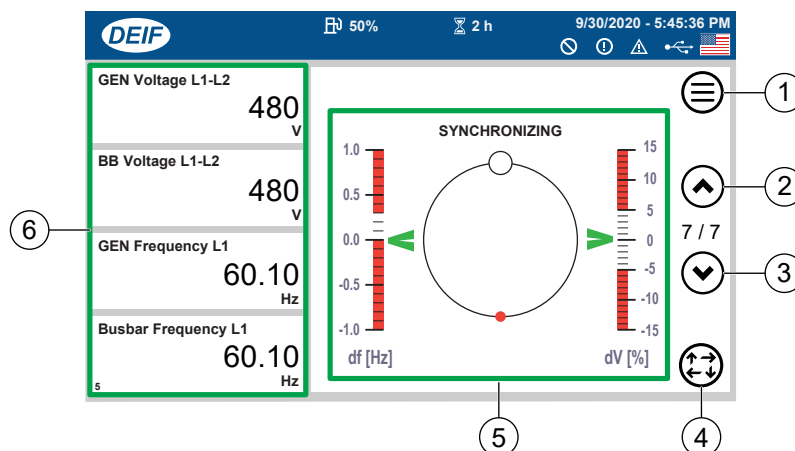 DEIF
50%
2 h
9/30/2020 - 5:45:36 PM
GEN Voltage L1-L2
480
V
BB Voltage L1-L2
480
V
GEN Frequency L1
60.10
Hz
Busbar Frequency L1
60.10
Hz
5
SYNCHRONIZING
1.0
0.5
0.0
-0.5
-1.0
df [Hz]
15
10
5
0
-5
-10
-15
dV [%]
7 / 7
1
2
3
4
5
6